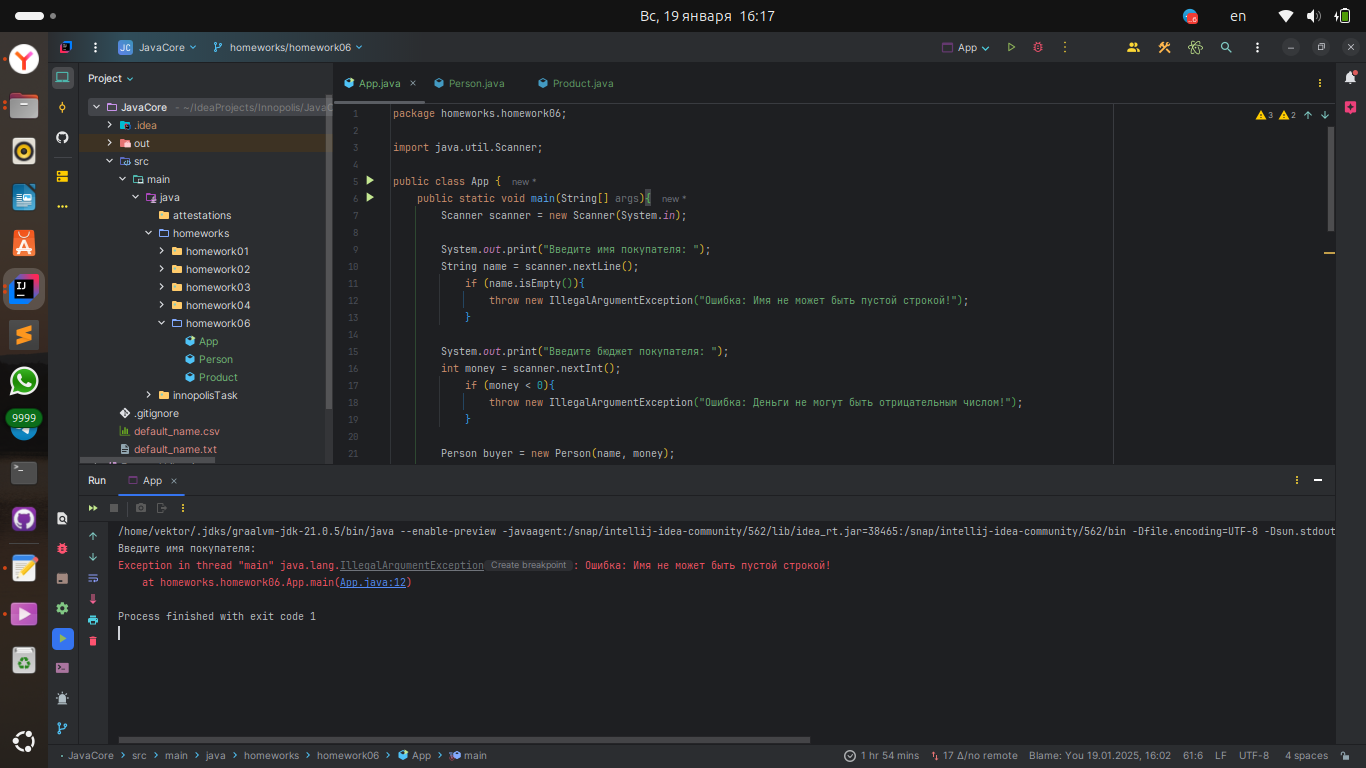 Вс, 19 января 16:17
en
JC JavaCore
homeworks/homework06
App
Project
App.java
Person.java
Product.java
JavaCore ~/IdeaProjects/Innopolis/JavaC
.idea
out
src
main
java
attestations
homeworks
homework01
homework02
homework03
homework04
homework06
App
Person
Product
innopolisTask
.gitignore
default_name.csv
default_name.txt
9999
3 2
1 package homeworks.homework06;
2
3 import java.util.Scanner;
4
5 public class App { new *
6 public static void main(String[] args){ new *
7 Scanner scanner = new Scanner(System.in);
8
9 System.out.print("Введите имя покупателя: ");
10 String name = scanner.nextLine();
11 if (name.isEmpty()){
12 throw new IllegalArgumentException("Ошибка: Имя не может быть пустой строкой!");
13 }
14
15 System.out.print("Введите бюджет покупателя: ");
16 int money = scanner.nextInt();
17 if (money < 0){
18 throw new IllegalArgumentException("Ошибка: Деньги не могут быть отрицательным числом!");
19 }
20
21 Person buyer = new Person(name, money);
Run App
/home/vektor/.jdks/graalvm-jdk-21.0.5/bin/java --enable-preview -javaagent:/snap/intellij-idea-community/562/lib/idea_rt.jar=38465:/snap/intellij-idea-community/562/bin -Dfile.encoding=UTF-8 -Dsun.stdout
Введите имя покупателя:
Exception in thread "main" java.lang.IllegalArgumentException Create breakpoint : Ошибка: Имя не может быть пустой строкой!
at homeworks.homework06.App.main(App.java:12)
Process finished with exit code 1
JavaCore > src > main > java > homeworks > homework06 > App > main
1 hr 54 mins
17 Δ/no remote
Blame: You 19.01.2025, 16:02
61:6
LF
UTF-8
4 spaces